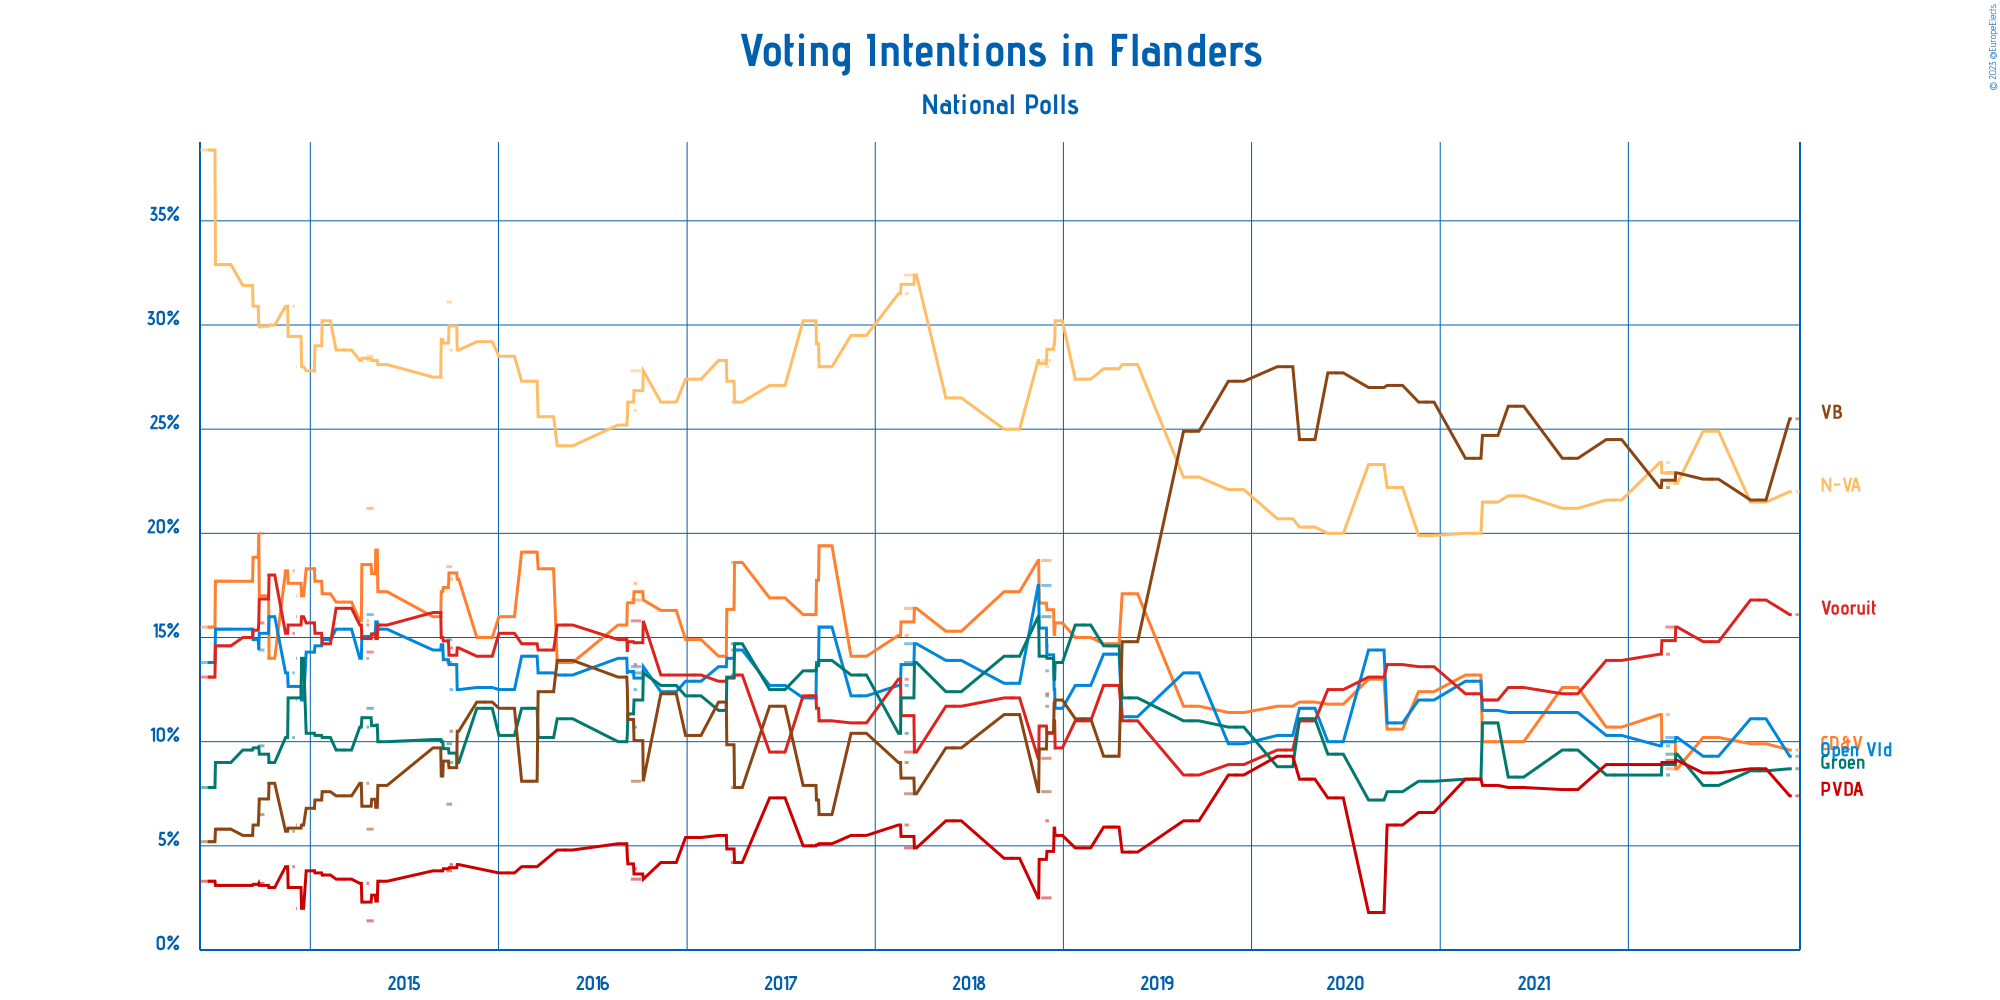 © 2023 @EuropeElects
Voting Intentions in Flanders
National Polls
35%
30%
25%
20%
15%
10%
5%
0%
VB
N-VA
Vooruit
CD&V
Open Vld
Groen
PVDA
2015 2016 2017 2018 2019 2020 2021